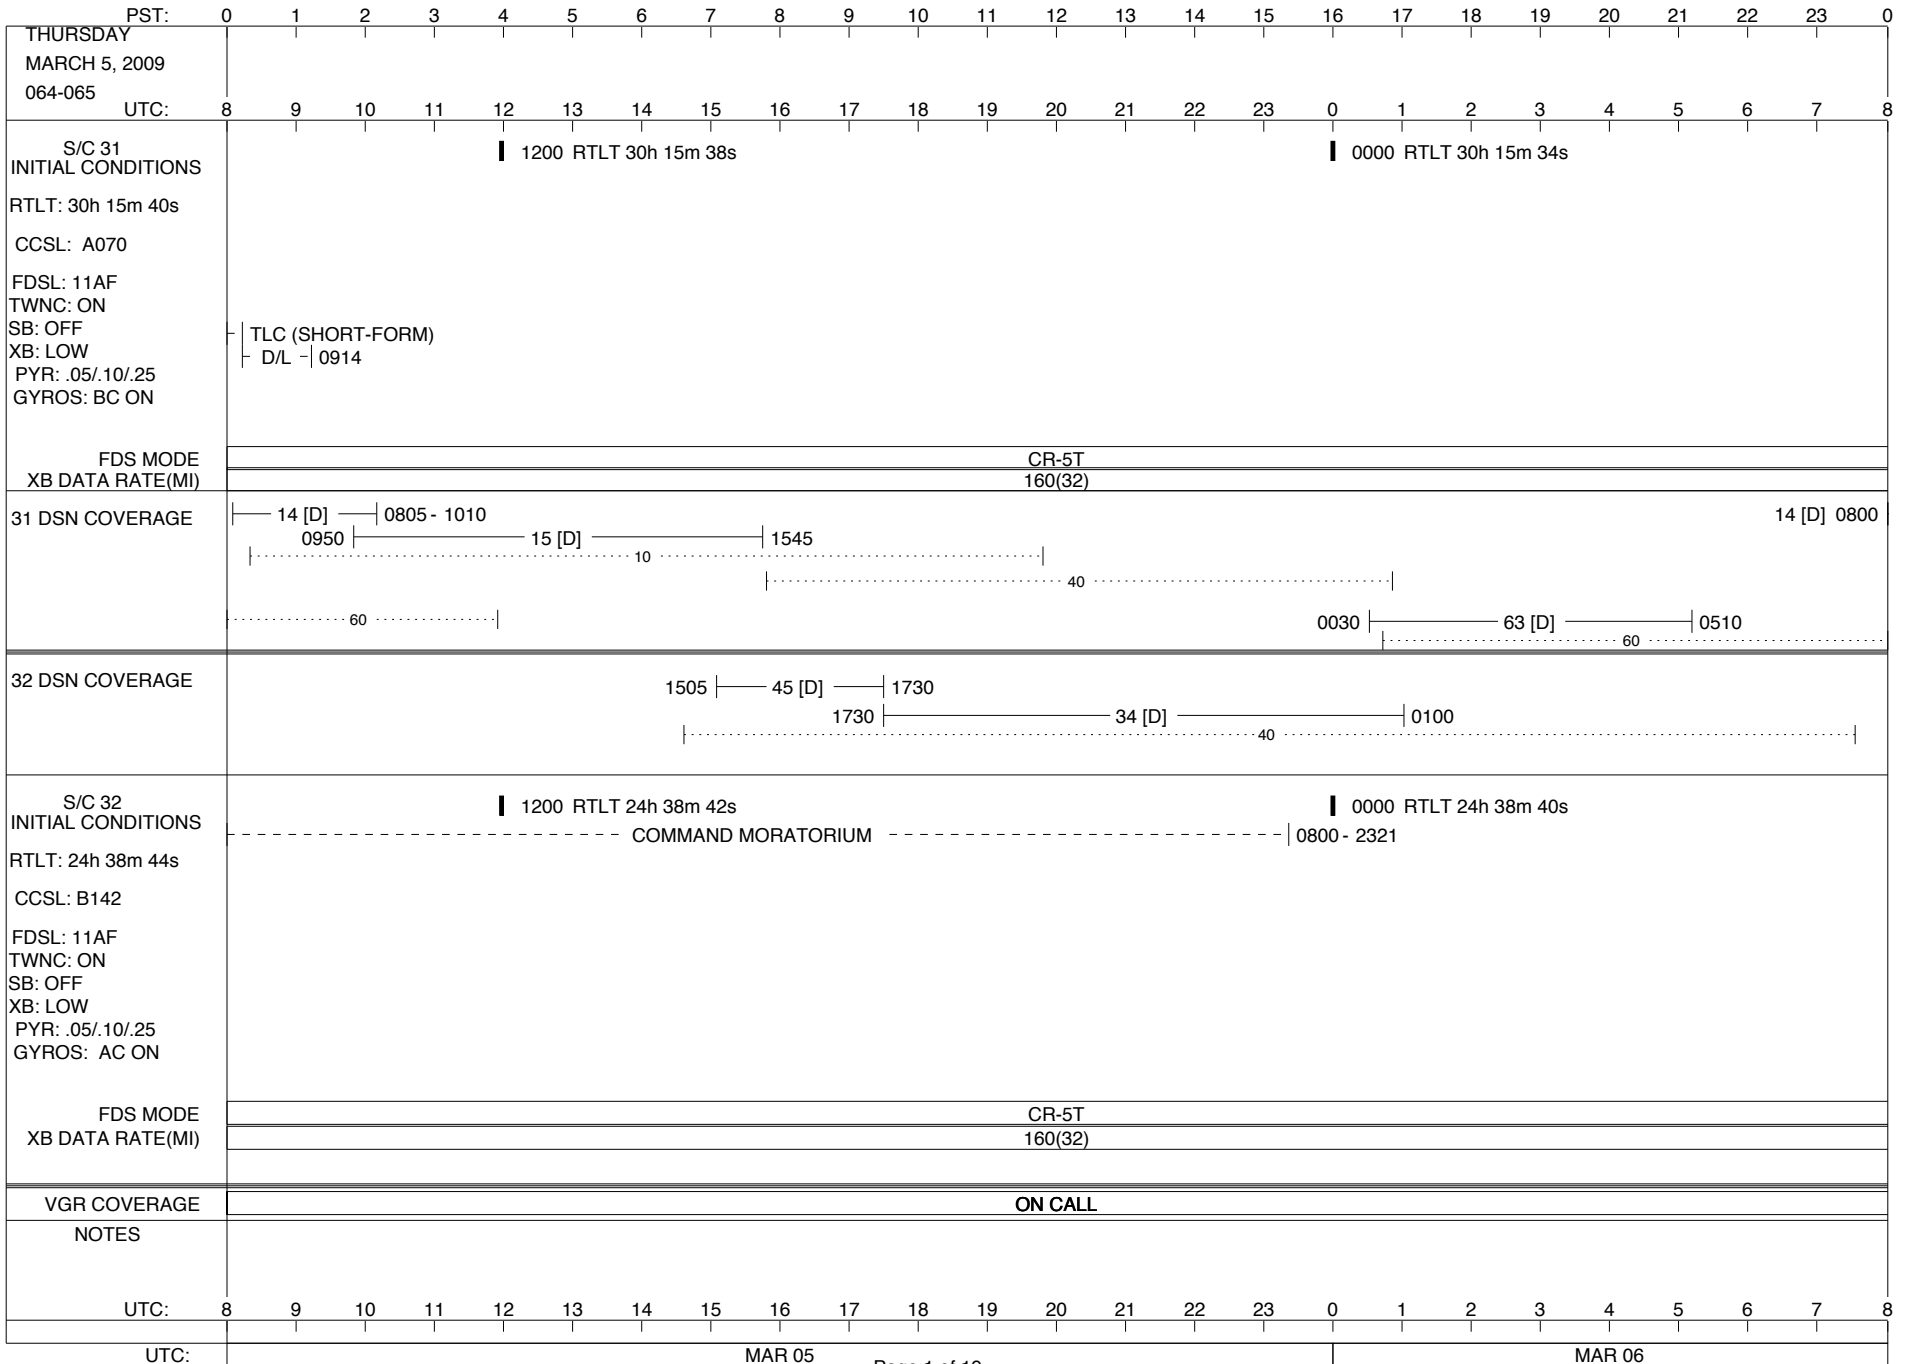 PST: 0 1 2 3 4 5 6 7 8 9 10 11 12 13 14 15 16 17 18 19 20 21 22 23 0
THURSDAY
MARCH 5, 2009
064-065
UTC: 8 9 10 11 12 13 14 15 16 17 18 19 20 21 22 23 0 1 2 3 4 5 6 7 8
S/C 31
INITIAL CONDITIONS
1200 RTLT 30h 15m 38s
0000 RTLT 30h 15m 34s
RTLT: 30h 15m 40s
CCSL: A070
FDSL: 11AF
TWNC: ON
SB: OFF
XB: LOW
PYR: .05/.10/.25
GYROS: BC ON
TLC (SHORT-FORM)
D/L 0914
FDS MODE CR-5T
XB DATA RATE(MI) 160(32)
31 DSN COVERAGE
14 [D] 0805 - 1010
14 [D] 0800
0950 15 [D] 1545
10
40
60
0030 63 [D] 0510
60
32 DSN COVERAGE
1505 45 [D] 1730
1730 34 [D] 0100
40
S/C 32
INITIAL CONDITIONS
1200 RTLT 24h 38m 42s
0000 RTLT 24h 38m 40s
COMMAND MORATORIUM 0800 - 2321
RTLT: 24h 38m 44s
CCSL: B142
FDSL: 11AF
TWNC: ON
SB: OFF
XB: LOW
PYR: .05/.10/.25
GYROS: AC ON
FDS MODE CR-5T
XB DATA RATE(MI) 160(32)
VGR COVERAGE ON CALL
NOTES
UTC: 8 9 10 11 12 13 14 15 16 17 18 19 20 21 22 23 0 1 2 3 4 5 6 7 8
UTC: MAR 05 MAR 06
Page 1 of 10